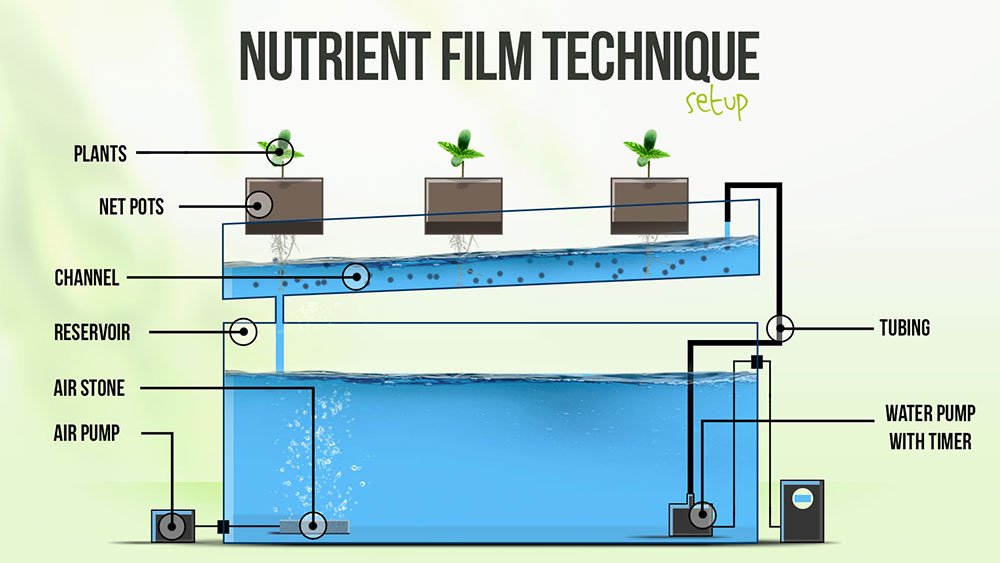 NUTRIENT FILM TECHNIQUE
setup
PLANTS
NET POTS
CHANNEL
RESERVOIR
AIR STONE
AIR PUMP
TUBING
WATER PUMP
WITH TIMER